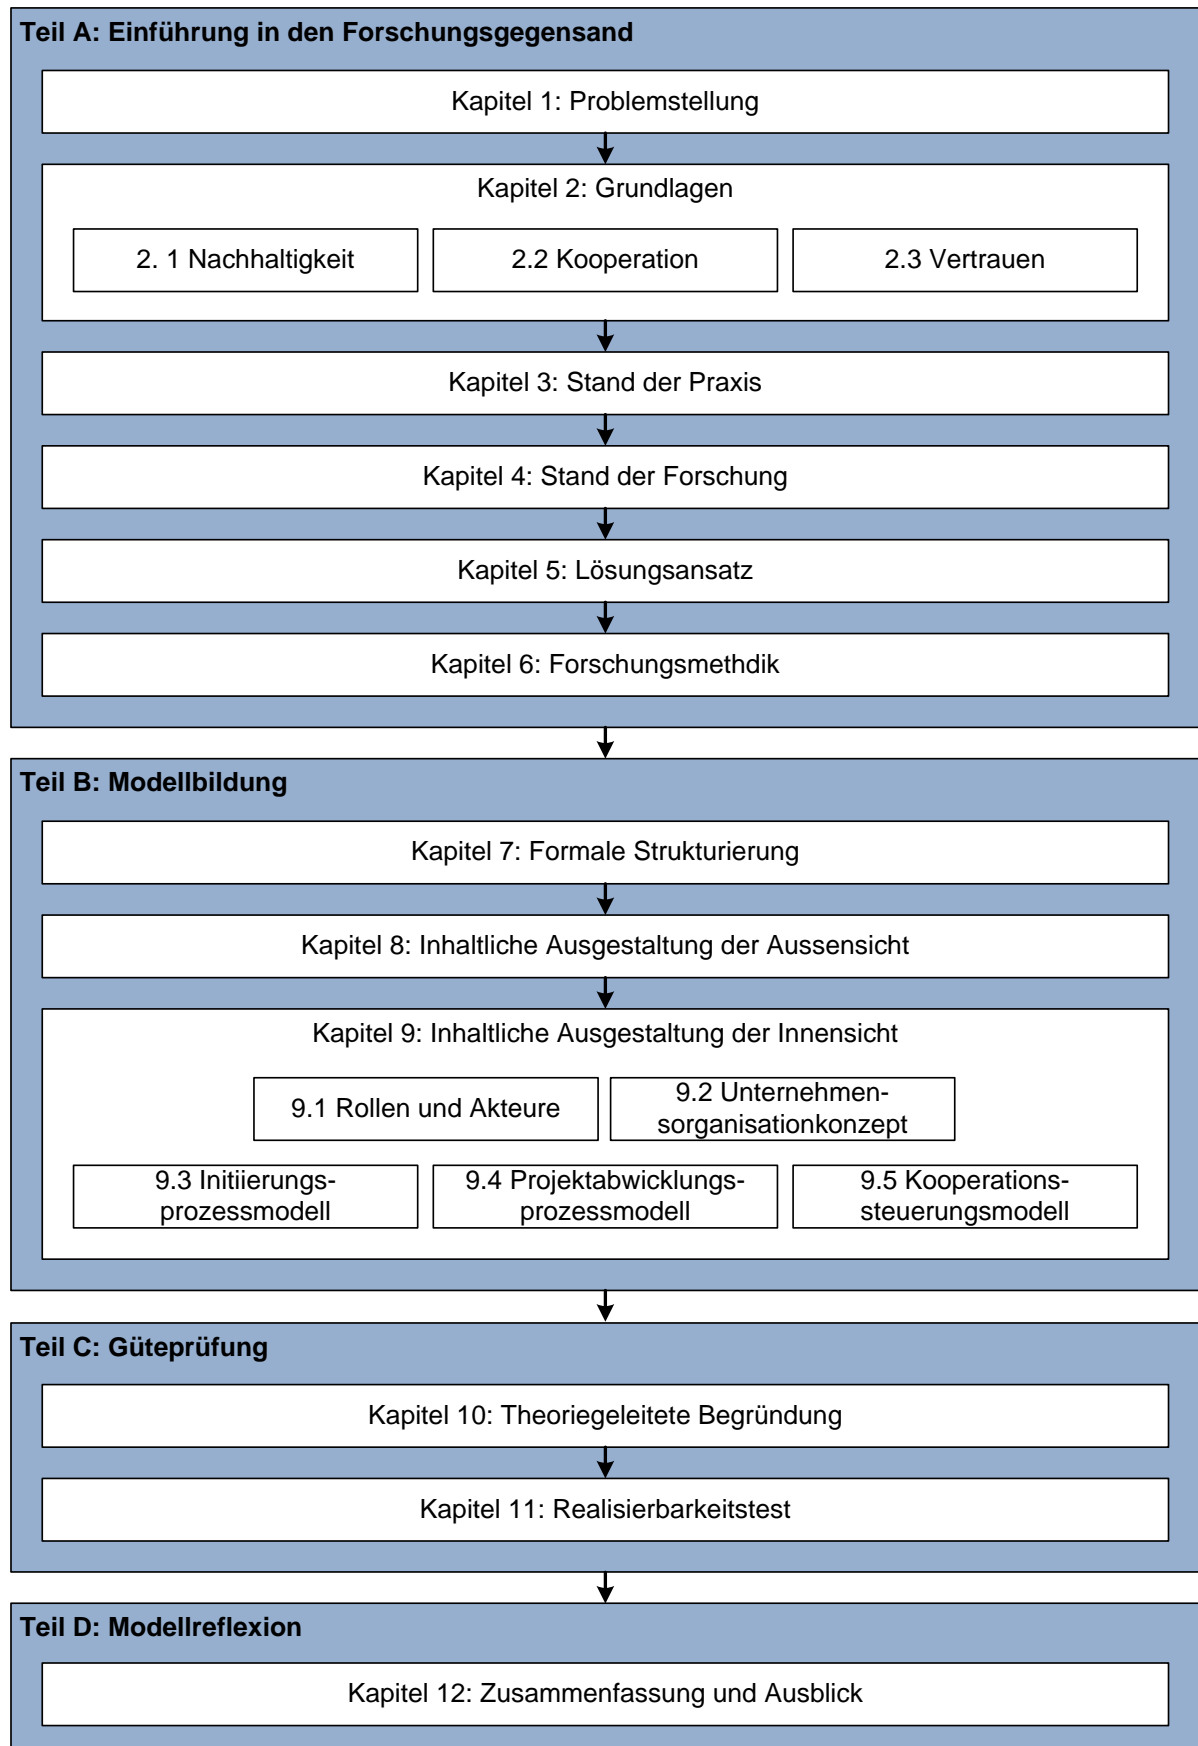 Teil A: Einführung in den Forschungsgegensand
Kapitel 1: Problemstellung
Kapitel 2: Grundlagen
2. 1 Nachhaltigkeit
2.2 Kooperation
2.3 Vertrauen
Kapitel 3: Stand der Praxis
Kapitel 4: Stand der Forschung
Kapitel 5: Lösungsansatz
Kapitel 6: Forschungsmethdik
Teil B: Modellbildung
Kapitel 7: Formale Strukturierung
Kapitel 8: Inhaltliche Ausgestaltung der Aussensicht
Kapitel 9: Inhaltliche Ausgestaltung der Innensicht
9.1 Rollen und Akteure
9.2 Unternehmen-
sorganisationkonzept
9.3 Initiierungs-
prozessmodell
9.4 Projektabwicklungs-
prozessmodell
9.5 Kooperations-
steuerungsmodell
Teil C: Güteprüfung
Kapitel 10: Theoriegeleitete Begründung
Kapitel 11: Realisierbarkeitstest
Teil D: Modellreflexion
Kapitel 12: Zusammenfassung und Ausblick